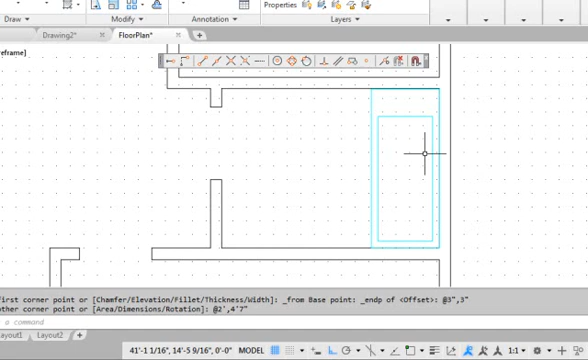 Draw
Modify
Annotation
Properties
Layers
Drawing2*
FloorPlan*
reframe]
first corner point or [Chamfer/Elevation/Fillet/Thickness/Width]: _from Base point: _endp of <Offset>: @3",3"
other corner point or [Area/Dimensions/Rotation]: @2',4'7"
a command
ayout1 Layout2
41'-1 1/16", 14'-5 9/16", 0'-0" MODEL 1:1